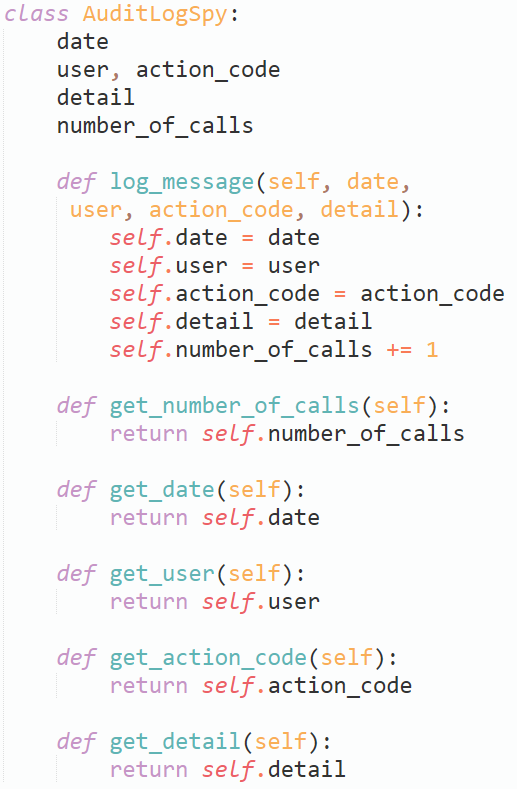 class AuditLogSpy:
    date
    user, action_code
    detail
    number_of_calls

    def log_message(self, date,
     user, action_code, detail):
        self.date = date
        self.user = user
        self.action_code = action_code
        self.detail = detail
        self.number_of_calls += 1

    def get_number_of_calls(self):
        return self.number_of_calls

    def get_date(self):
        return self.date

    def get_user(self):
        return self.user

    def get_action_code(self):
        return self.action_code

    def get_detail(self):
        return self.detail